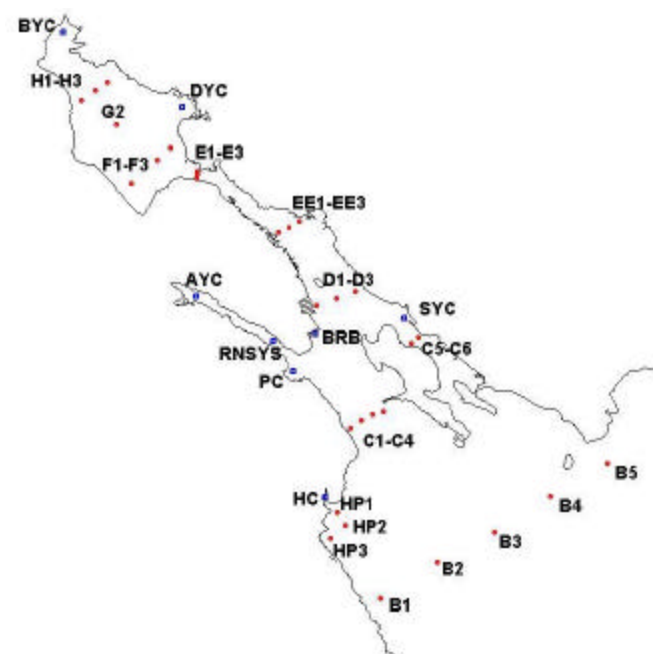 BYC
H1-H3
DYC
G2
F1-F3
E1-E3
EE1-EE3
AYC
D1-D3
SYC
BRB
RNSYS
C5-C6
PC
C1-C4
B5
HC
HP1
B4
HP2
B3
HP3
B2
B1